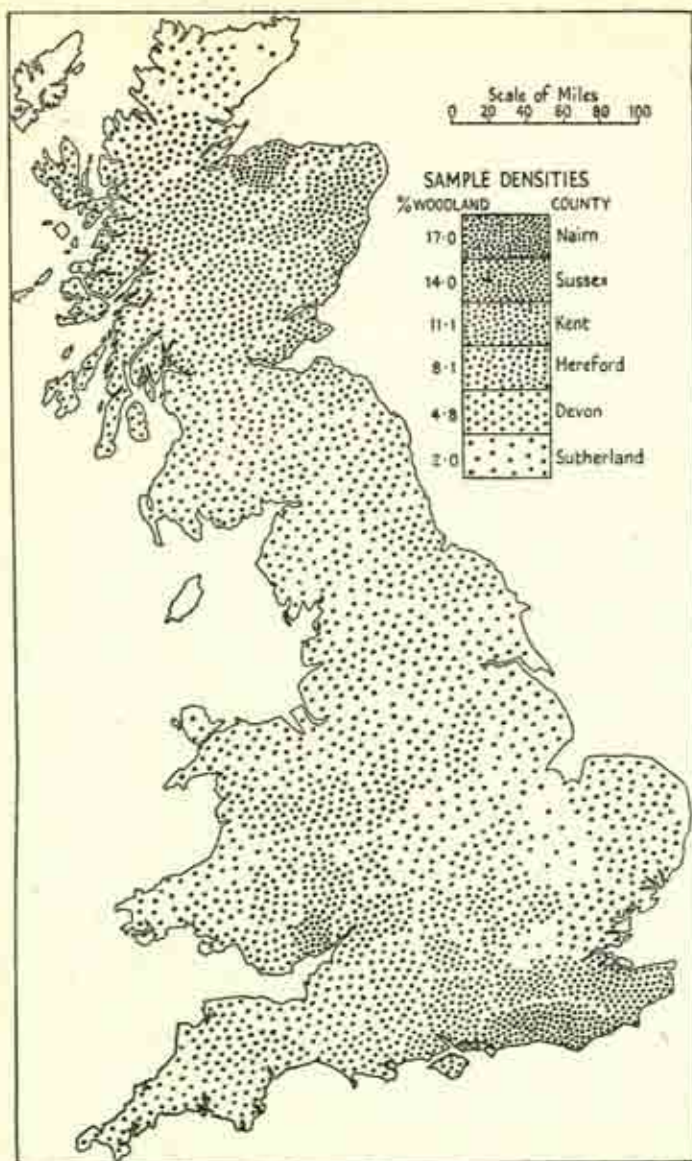 Scale of Miles
0 20 40 60 80 100
SAMPLE DENSITIES
% WOODLAND COUNTY
17·0 Nairn
14·0 Sussex
11·1 Kent
8·1 Hereford
4·8 Devon
2·0 Sutherland